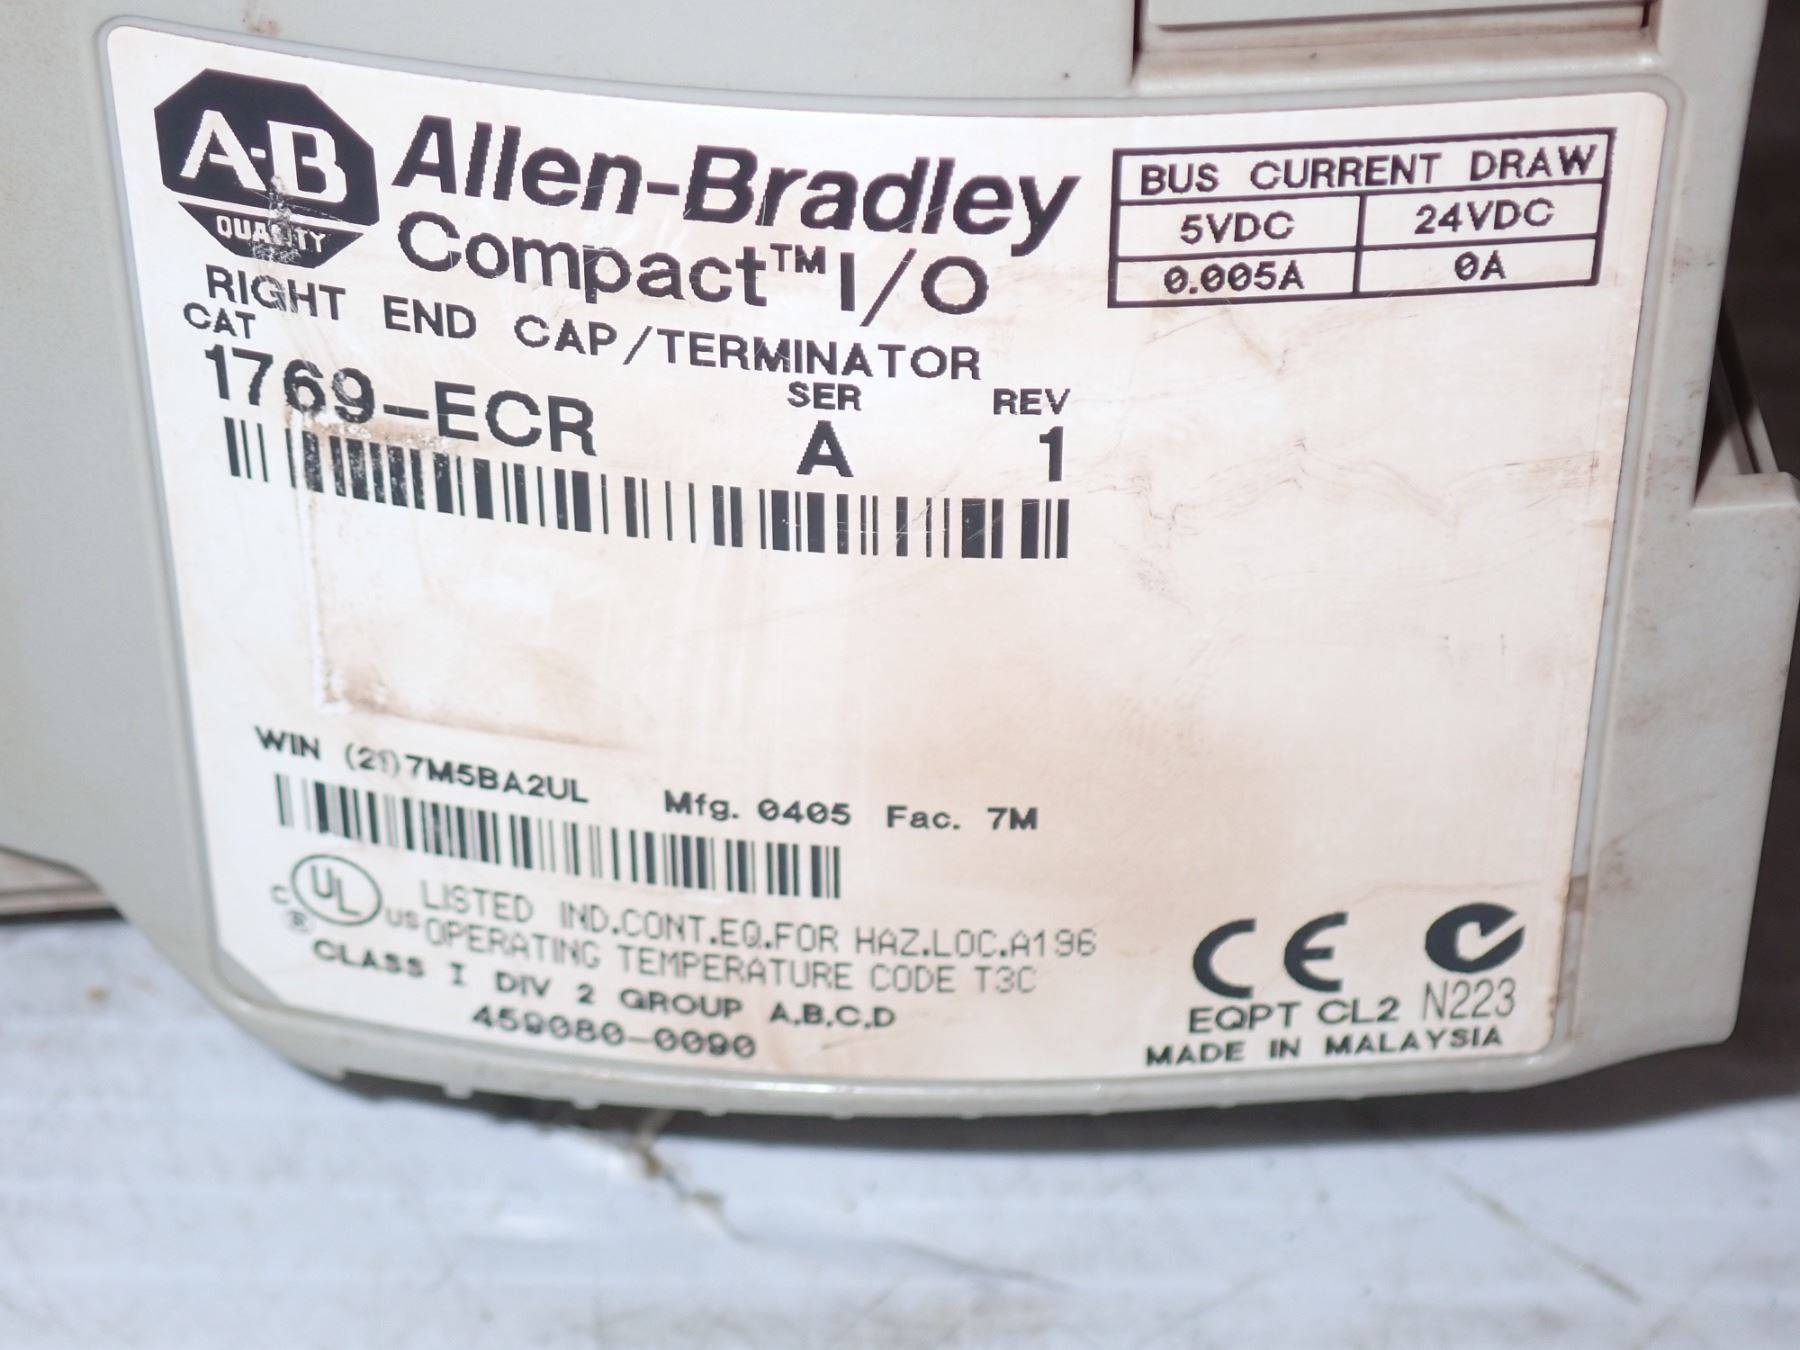 A-B
QUALITY
Allen-Bradley
Compact™ I/O
RIGHT END CAP/TERMINATOR
CAT SER REV
1769-ECR A 1
BUS CURRENT DRAW
5VDC 24VDC
0.005A 0A
WIN (21)7M5BA2UL Mfg. 0405 Fac. 7M
C UL US ®
LISTED IND.CONT.EQ.FOR HAZ.LOC.A196
OPERATING TEMPERATURE CODE T3C
CLASS I DIV 2 GROUP A,B,C,D
459080-0090
CE
EQPT CL2 N223
MADE IN MALAYSIA